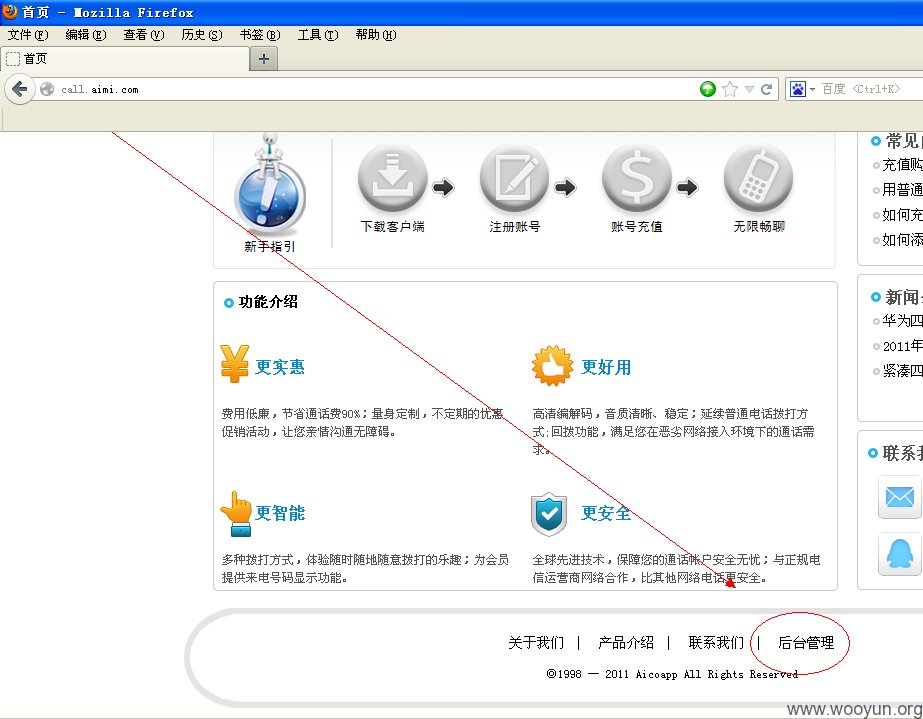 首页 - Mozilla Firefox
文件(F) 编辑(E) 查看(V) 历史(S) 书签(B) 工具(T) 帮助(H)
首页 +
call.aimi.com 百度 <Ctrl+K>
新手指引 下载客户端 注册账号 账号充值 无限畅聊
常见
充值购
用普通
如何充
如何添
功能介绍
更实惠
费用低廉，节省通话费90%；量身定制，不定期的优惠
促销活动，让您亲情沟通无障碍。
更好用
高清编解码，音质清晰、稳定；延续普通电话拨打方
式;回拨功能，满足您在恶劣网络接入环境下的通话需
求。
更智能
多种拨打方式，体验随时随地随意拨打的乐趣；为会员
提供来电号码显示功能。
更安全
全球先进技术，保障您的通话帐户安全无忧；与正规电
信运营商网络合作，比其他网络电话更安全。
新闻
华为四
2011年
紧凑四
联系我
关于我们 | 产品介绍 | 联系我们 | 后台管理
©1998 — 2011 Aicoapp All Rights Reserved
www.wooyun.org